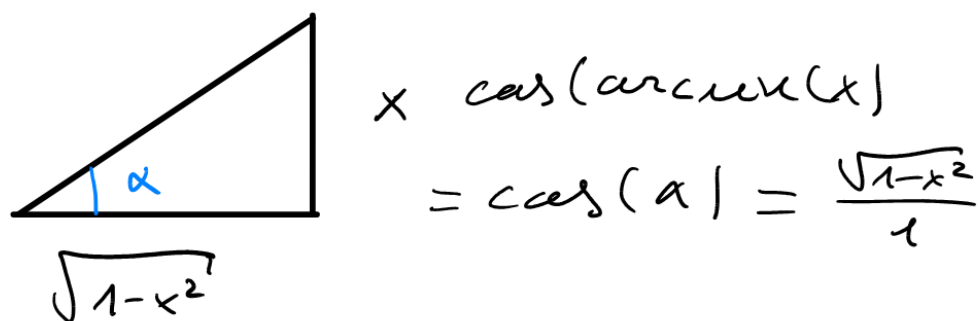 α
x
cos(arcsin(x)
= cos(α) = √1-x² / 1
√1-x²